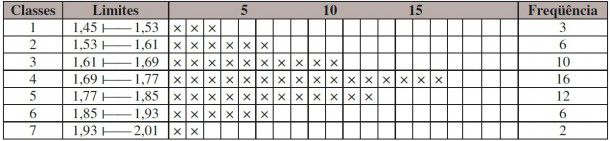 Classes Limites 5 10 15 Freqüência
1 1,45 ⊢ 1,53 × × × 3
2 1,53 ⊢ 1,61 × × × × × × 6
3 1,61 ⊢ 1,69 × × × × × × × × × × 10
4 1,69 ⊢ 1,77 × × × × × × × × × × × × × × × × 16
5 1,77 ⊢ 1,85 × × × × × × × × × × × × 12
6 1,85 ⊢ 1,93 × × × × × × 6
7 1,93 ⊢ 2,01 × × 2